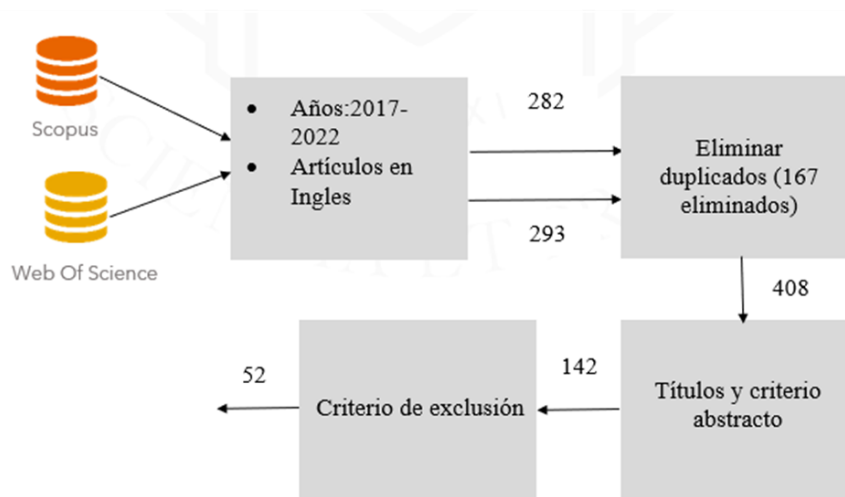 Scopus
Web Of Science
• Años:2017-
2022
• Artículos en
Ingles
282
293
Eliminar
duplicados (167
eliminados)
408
Títulos y criterio
abstracto
142
Criterio de exclusión
52